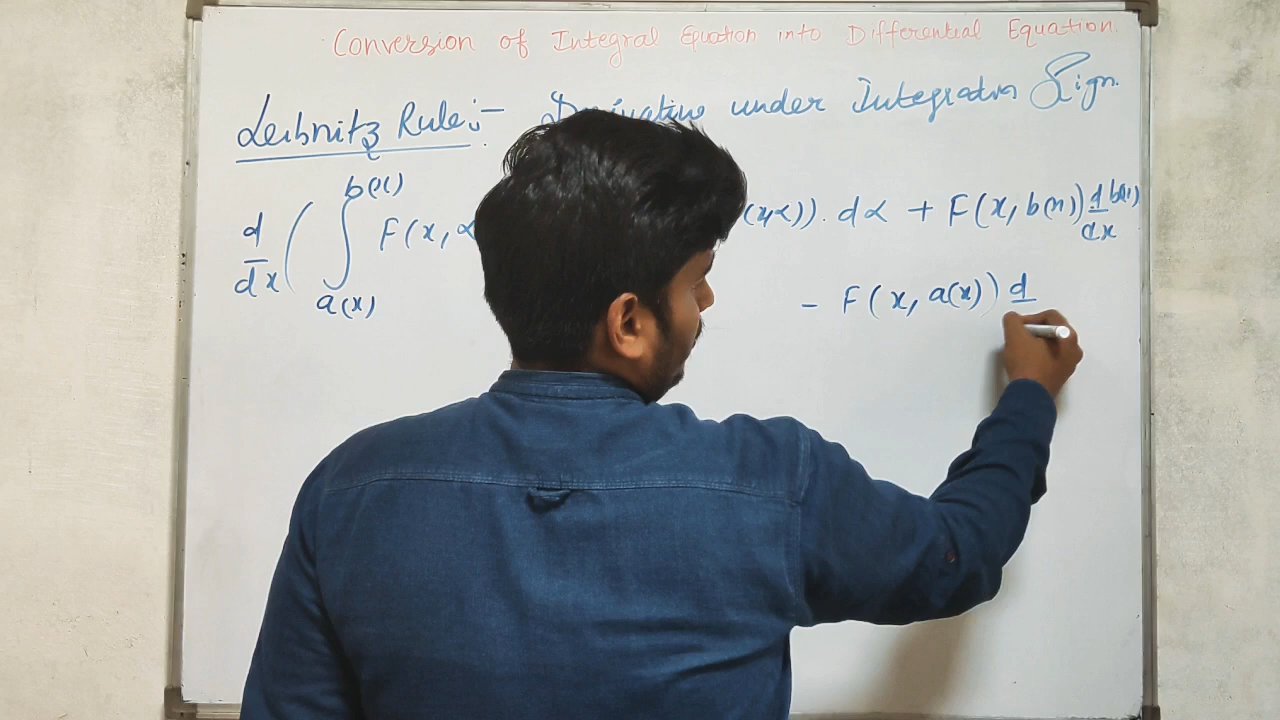 Conversion of Integral Equation into Differential Equation.
Leibnitz Rule:- Derivative under Integration Sign.
d/dx ( ∫ a(x) b(x) F(x, α (x,α)). dα + F(x, b(x)) d/dx b(x)
- F(x, a(x)) d